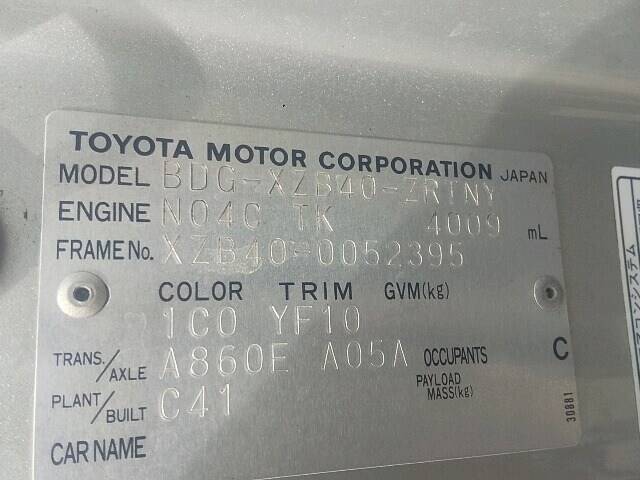 TOYOTA MOTOR CORPORATION JAPAN
MODEL BDG-XZB40-ZRTNY
ENGINE N04C TK 4009 mL
FRAME No. XZB40-0052395
COLOR TRIM GVM(kg)
1C0 YF10
TRANS./AXLE A860E A05A OCCUPANTS C
PAYLOAD MASS(kg)
PLANT/BUILT C41
CAR NAME
30881